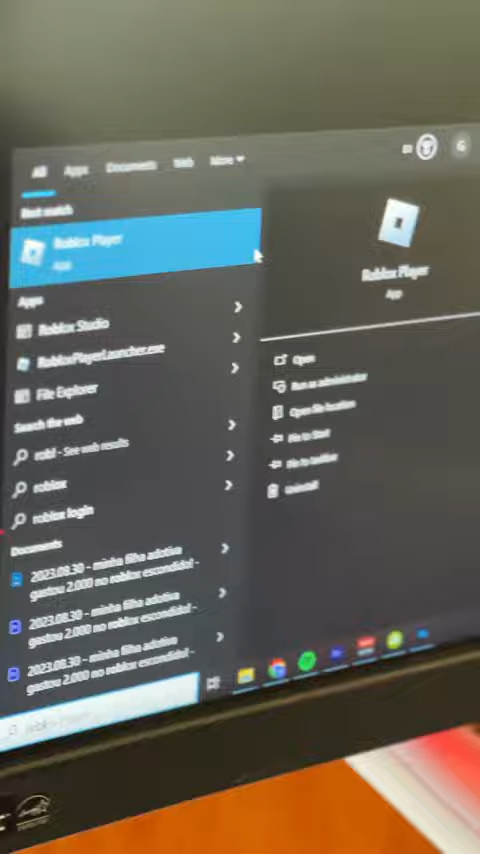 All Apps Documents Web More
G
Best match
Roblox Player
App
Roblox Player
App
Apps
Roblox Studio
RobloxPlayerLauncher.exe
File Explorer
Open
Run as administrator
Open file location
Pin to Start
Pin to taskbar
Uninstall
Search the web
robl - See web results
roblox
roblox login
Documents
2023.08.30 - minha filha adotiva
gastou 2.000 no roblox escondido! -
2023.08.30 - minha filha adotiva
gastou 2.000 no roblox escondido! -
2023.08.30 - minha filha adotiva
gastou 2.000 no roblox escondido! -